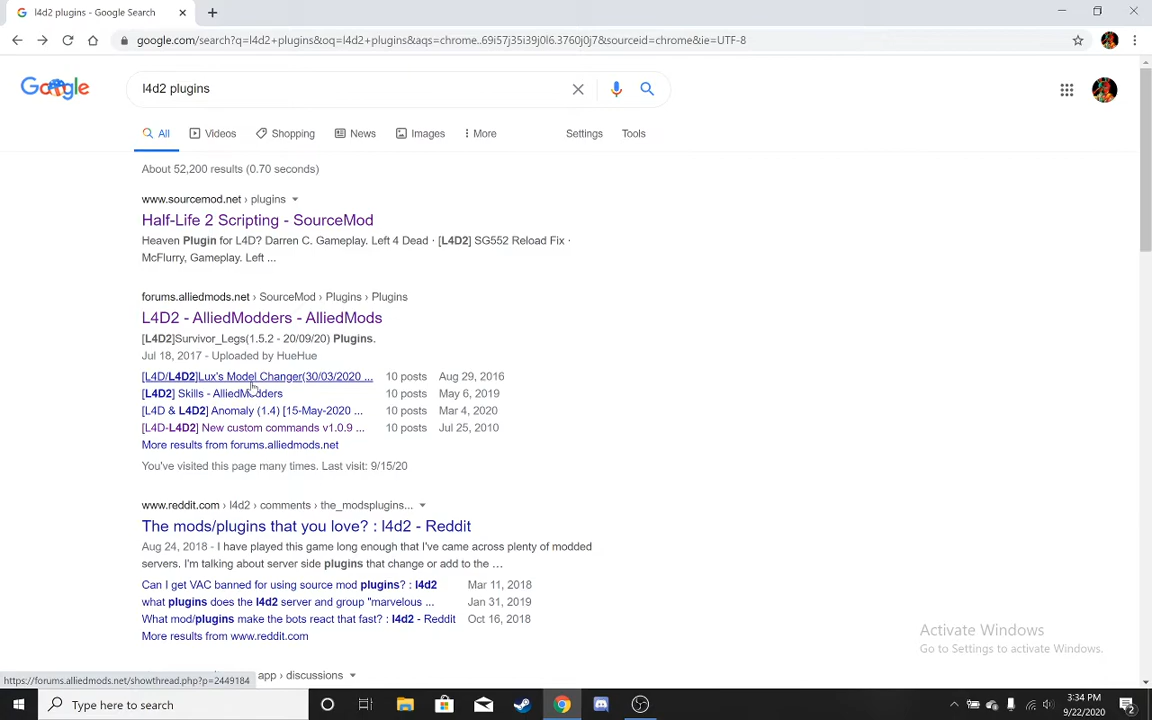 l4d2 plugins - Google Search
google.com/search?q=l4d2+plugins&oq=l4d2+plugins&aqs=chrome..69i57j35i39j0l6.3760j0j7&sourceid=chrome&ie=UTF-8
Google
l4d2 plugins
All Videos Shopping News Images More Settings Tools
About 52,200 results (0.70 seconds)
www.sourcemod.net › plugins
Half-Life 2 Scripting - SourceMod
Heaven Plugin for L4D? Darren C. Gameplay. Left 4 Dead · [L4D2] SG552 Reload Fix ·
McFlurry, Gameplay. Left ...
forums.alliedmods.net › SourceMod › Plugins › Plugins
L4D2 - AlliedModders - AlliedMods
[L4D2]Survivor_Legs(1.5.2 - 20/09/20) Plugins.
Jul 18, 2017 - Uploaded by HueHue
[L4D/L4D2]Lux's Model Changer(30/03/2020 ... 10 posts Aug 29, 2016
[L4D2] Skills - AlliedModders 10 posts May 6, 2019
[L4D & L4D2] Anomaly (1.4) [15-May-2020 ... 10 posts Mar 4, 2020
[L4D-L4D2] New custom commands v1.0.9 ... 10 posts Jul 25, 2010
More results from forums.alliedmods.net
You've visited this page many times. Last visit: 9/15/20
www.reddit.com › l4d2 › comments › the_modsplugins...
The mods/plugins that you love? : l4d2 - Reddit
Aug 24, 2018 - I have played this game long enough that I've came across plenty of modded
servers. I'm talking about server side plugins that change or add to the ...
Can I get VAC banned for using source mod plugins? : l4d2 Mar 11, 2018
what plugins does the l4d2 server and group "marvelous ... Jan 31, 2019
What mod/plugins make the bots react that fast? : l4d2 - Reddit Oct 16, 2018
More results from www.reddit.com
Activate Windows
Go to Settings to activate Windows.
app › discussions
https://forums.alliedmods.net/showthread.php?p=2449184
Type here to search
3:34 PM
9/22/2020
2